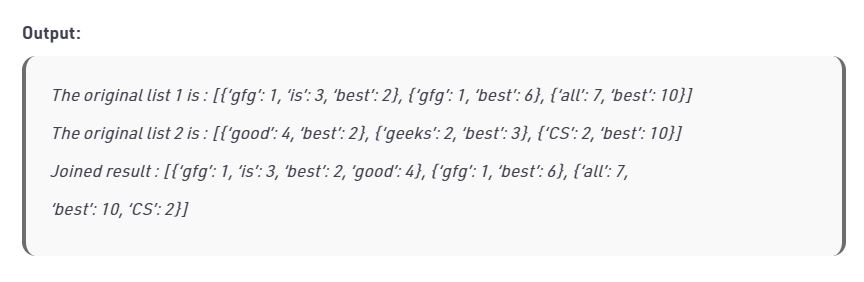 Output:
The original list 1 is : [{‘gfg’: 1, ‘is’: 3, ‘best’: 2}, {‘gfg’: 1, ‘best’: 6}, {‘all’: 7, ‘best’: 10}]
The original list 2 is : [{‘good’: 4, ‘best’: 2}, {‘geeks’: 2, ‘best’: 3}, {‘CS’: 2, ‘best’: 10}]
Joined result : [{‘gfg’: 1, ‘is’: 3, ‘best’: 2, ‘good’: 4}, {‘gfg’: 1, ‘best’: 6}, {‘all’: 7,
‘best’: 10, ‘CS’: 2}]